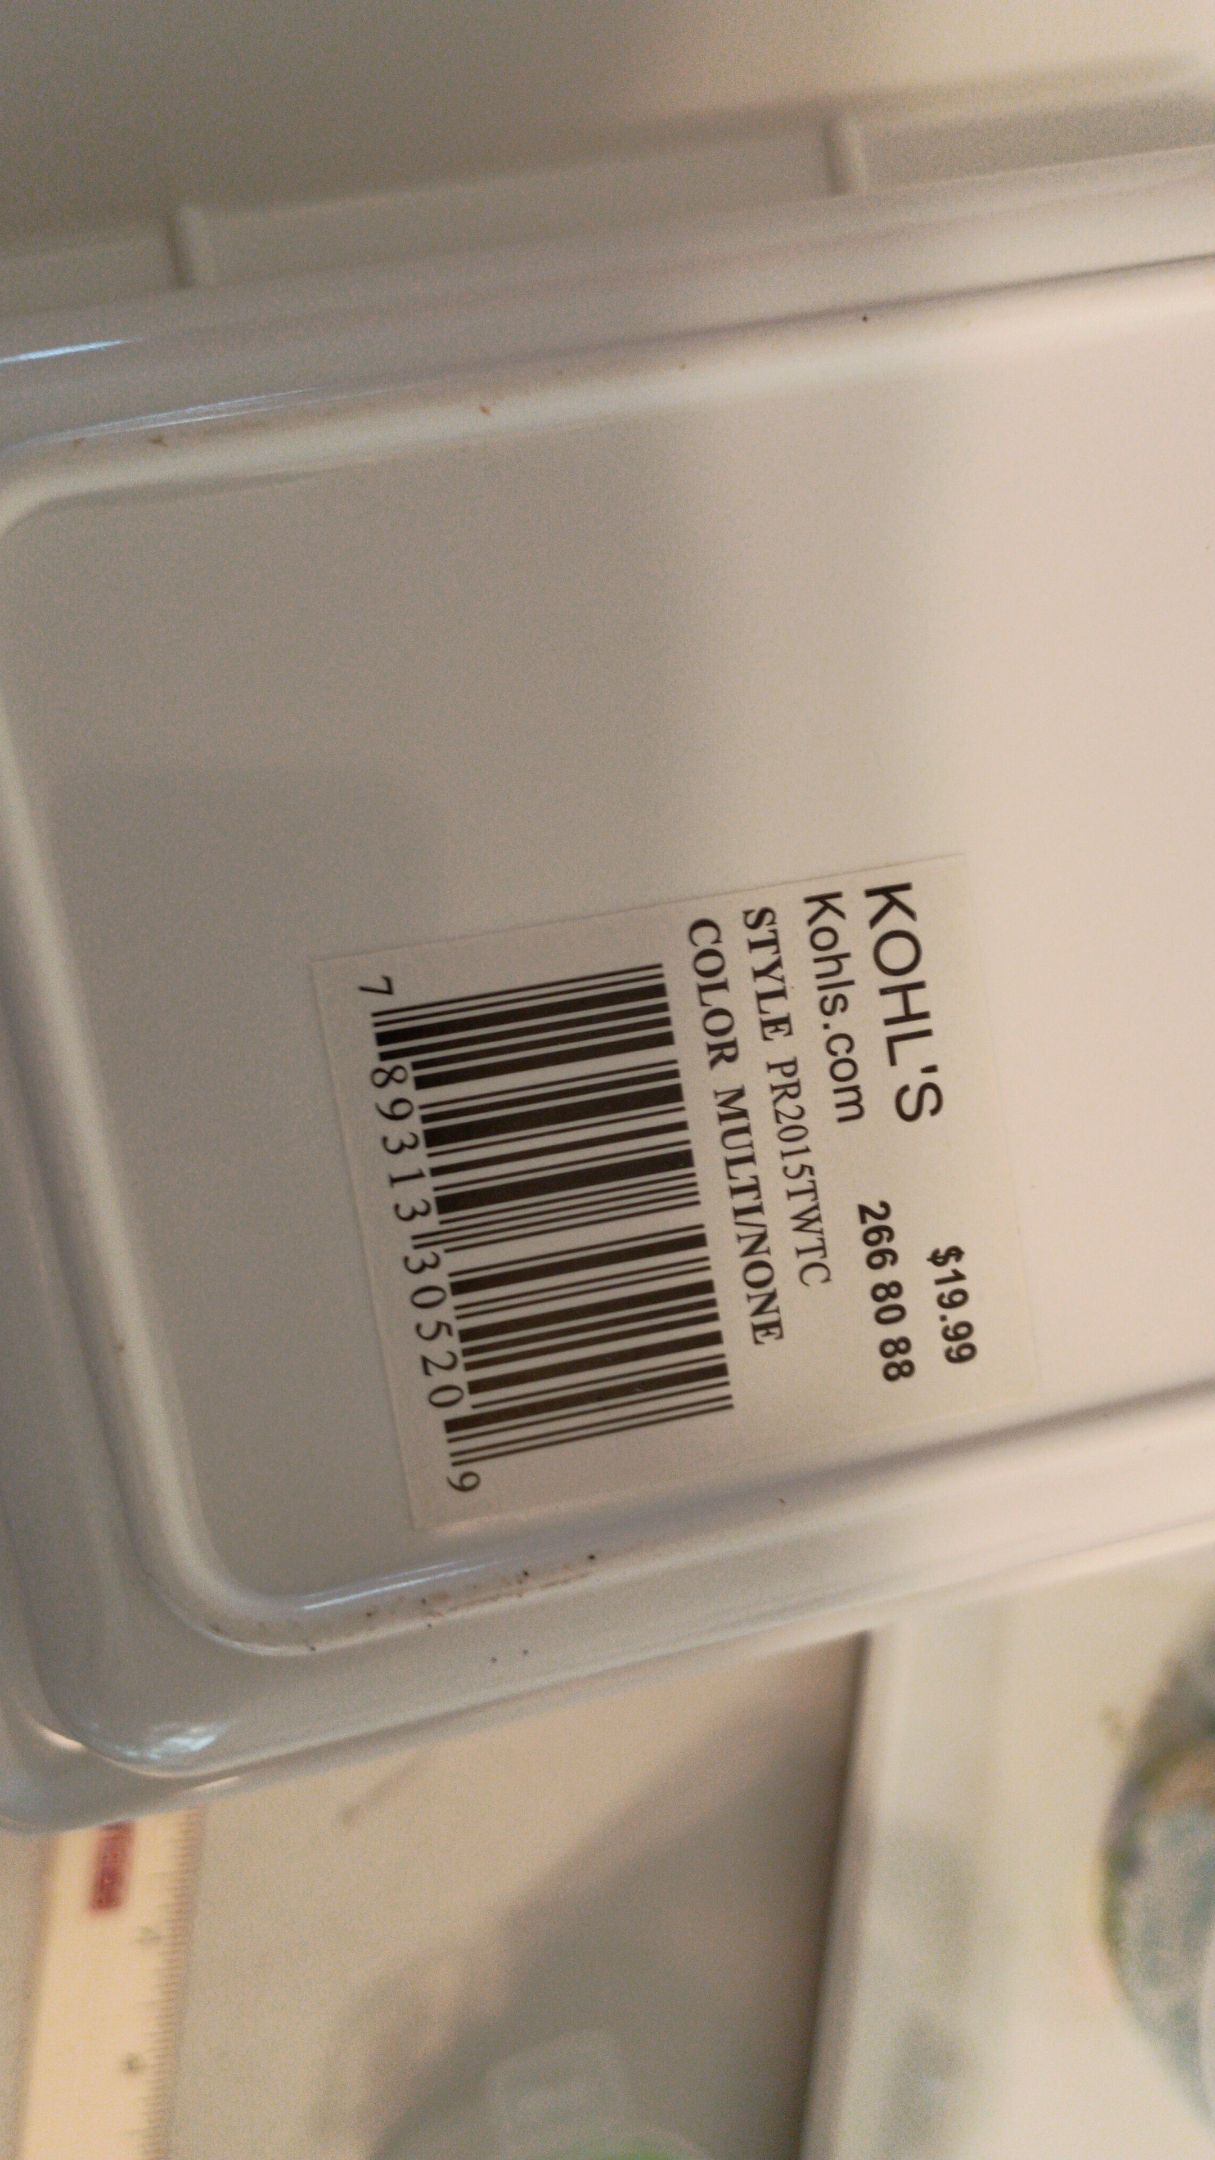 KOHL'S $19.99
Kohls.com 266 80 88
STYLE PR2015TWTC
COLOR MULTI/NONE
7 89313 30520 9